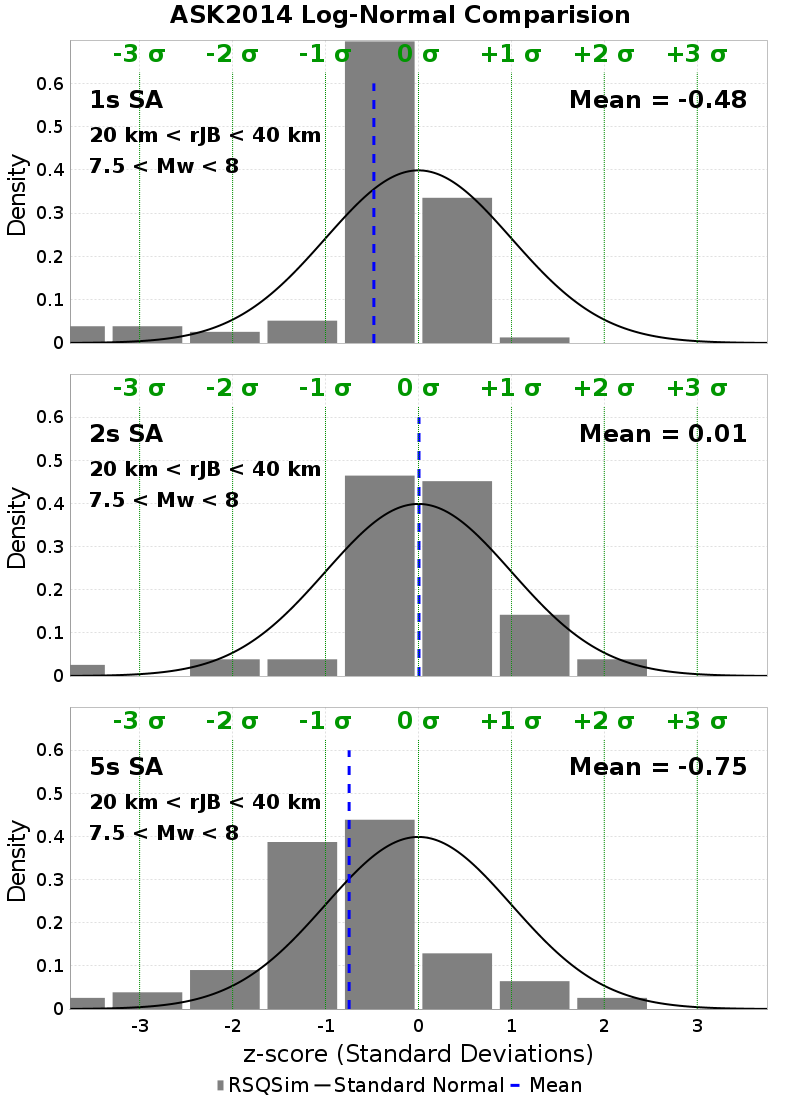 ASK2014 Log-Normal Comparision
-3 σ -2 σ -1 σ 0 σ +1 σ +2 σ +3 σ
1s SA
Mean = -0.48
20 km < rJB < 40 km
7.5 < Mw < 8
Density
0.6
0.5
0.4
0.3
0.2
0.1
0
-3 σ -2 σ -1 σ 0 σ +1 σ +2 σ +3 σ
2s SA
Mean = 0.01
20 km < rJB < 40 km
7.5 < Mw < 8
Density
0.6
0.5
0.4
0.3
0.2
0.1
0
-3 σ -2 σ -1 σ 0 σ +1 σ +2 σ +3 σ
5s SA
Mean = -0.75
20 km < rJB < 40 km
7.5 < Mw < 8
Density
0.6
0.5
0.4
0.3
0.2
0.1
0
-3 -2 -1 0 1 2 3
z-score (Standard Deviations)
RSQSim Standard Normal Mean